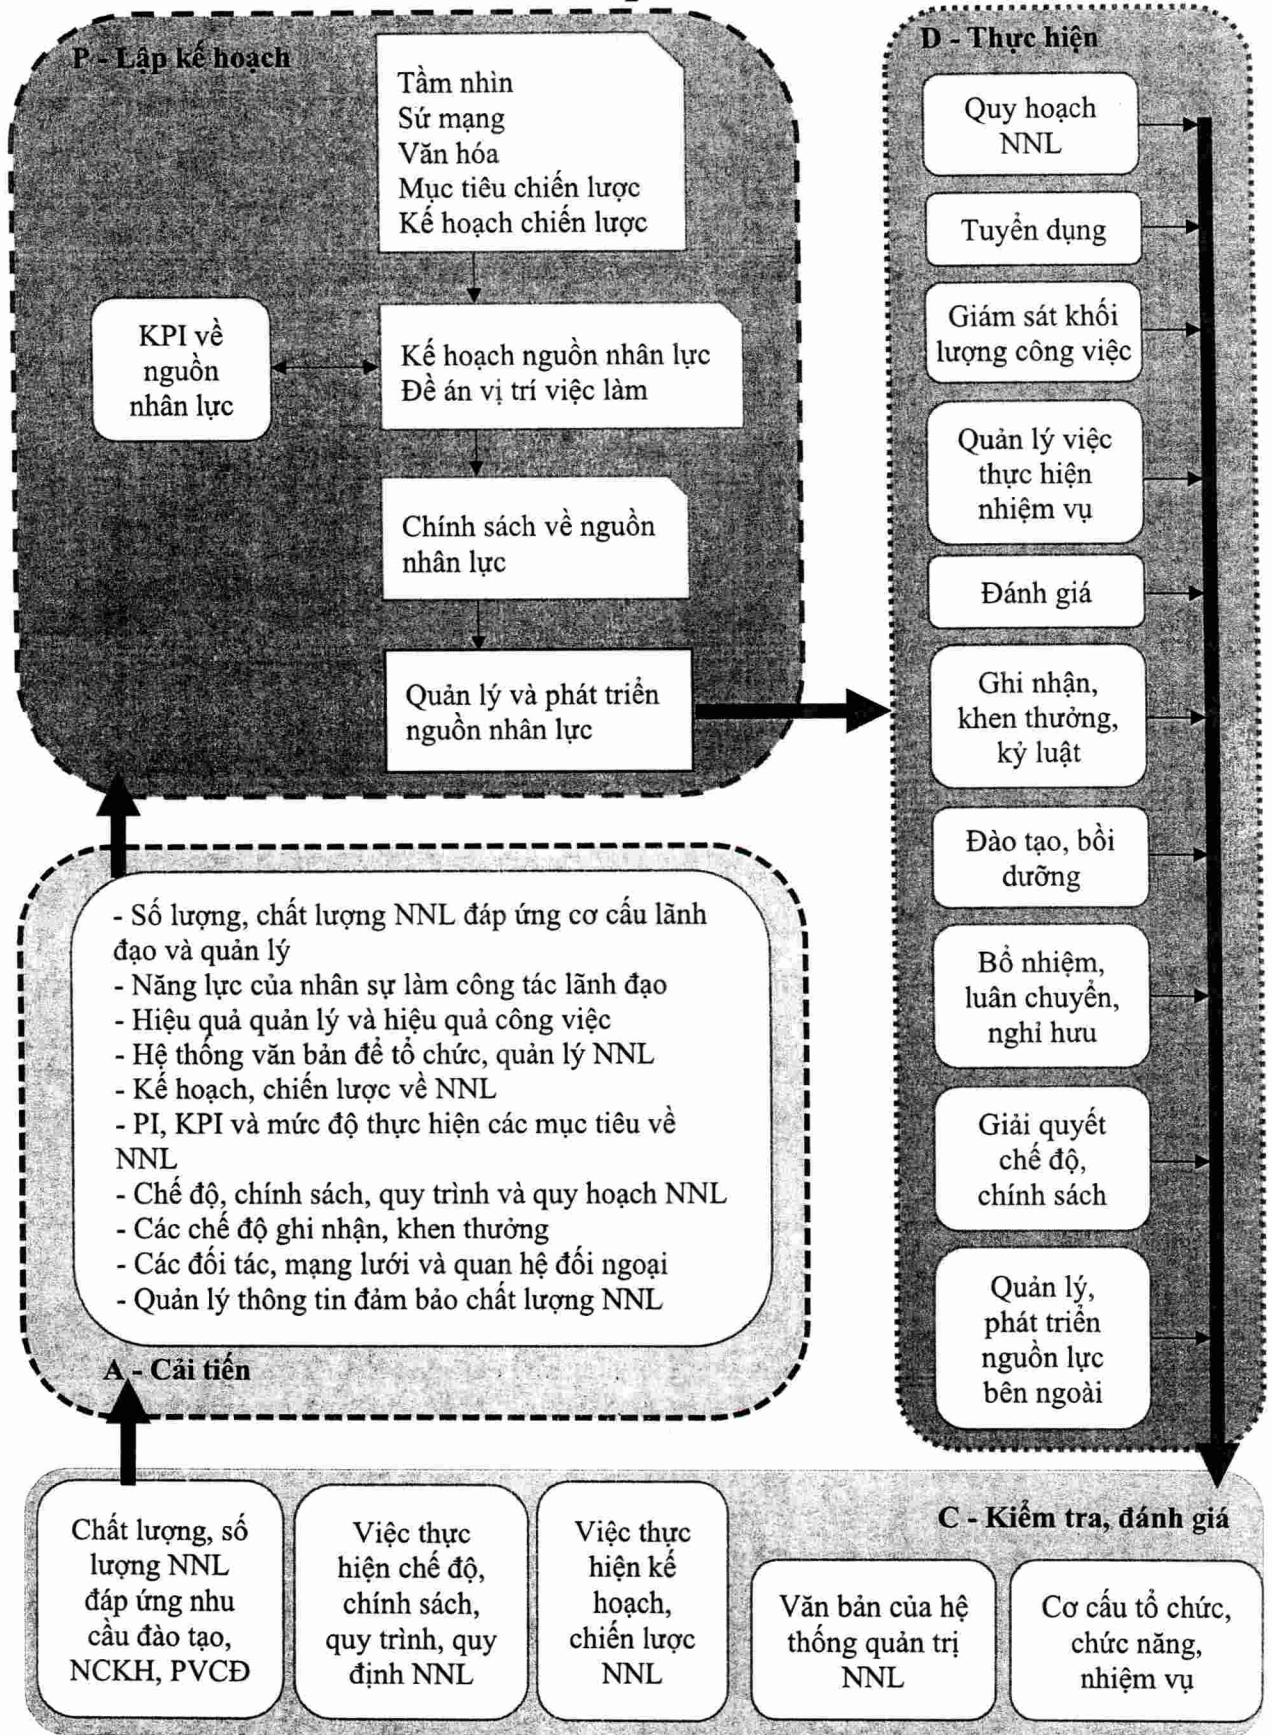 P - Lập kế hoạch
Tầm nhìn
Sứ mạng
Văn hóa
Mục tiêu chiến lược
Kế hoạch chiến lược
KPI về
nguồn
nhân lực
Kế hoạch nguồn nhân lực
Đề án vị trí việc làm
Chính sách về nguồn
nhân lực
Quản lý và phát triển
nguồn nhân lực
D - Thực hiện
Quy hoạch
NNL
Tuyển dụng
Giám sát khối
lượng công việc
Quản lý việc
thực hiện
nhiệm vụ
Đánh giá
Ghi nhận,
khen thưởng,
kỷ luật
Đào tạo, bồi
dưỡng
Bổ nhiệm,
luân chuyển,
nghỉ hưu
Giải quyết
chế độ,
chính sách
Quản lý,
phát triển
nguồn lực
bên ngoài
- Số lượng, chất lượng NNL đáp ứng cơ cấu lãnh
đạo và quản lý
- Năng lực của nhân sự làm công tác lãnh đạo
- Hiệu quả quản lý và hiệu quả công việc
- Hệ thống văn bản để tổ chức, quản lý NNL
- Kế hoạch, chiến lược về NNL
- PI, KPI và mức độ thực hiện các mục tiêu về
NNL
- Chế độ, chính sách, quy trình và quy hoạch NNL
- Các chế độ ghi nhận, khen thưởng
- Các đối tác, mạng lưới và quan hệ đối ngoại
- Quản lý thông tin đảm bảo chất lượng NNL
A - Cải tiến
C - Kiểm tra, đánh giá
Chất lượng, số
lượng NNL
đáp ứng nhu
cầu đào tạo,
NCKH, PVCĐ
Việc thực
hiện chế độ,
chính sách,
quy trình, quy
định NNL
Việc thực
hiện kế
hoạch,
chiến lược
NNL
Văn bản của hệ
thống quản trị
NNL
Cơ cấu tổ chức,
chức năng,
nhiệm vụ